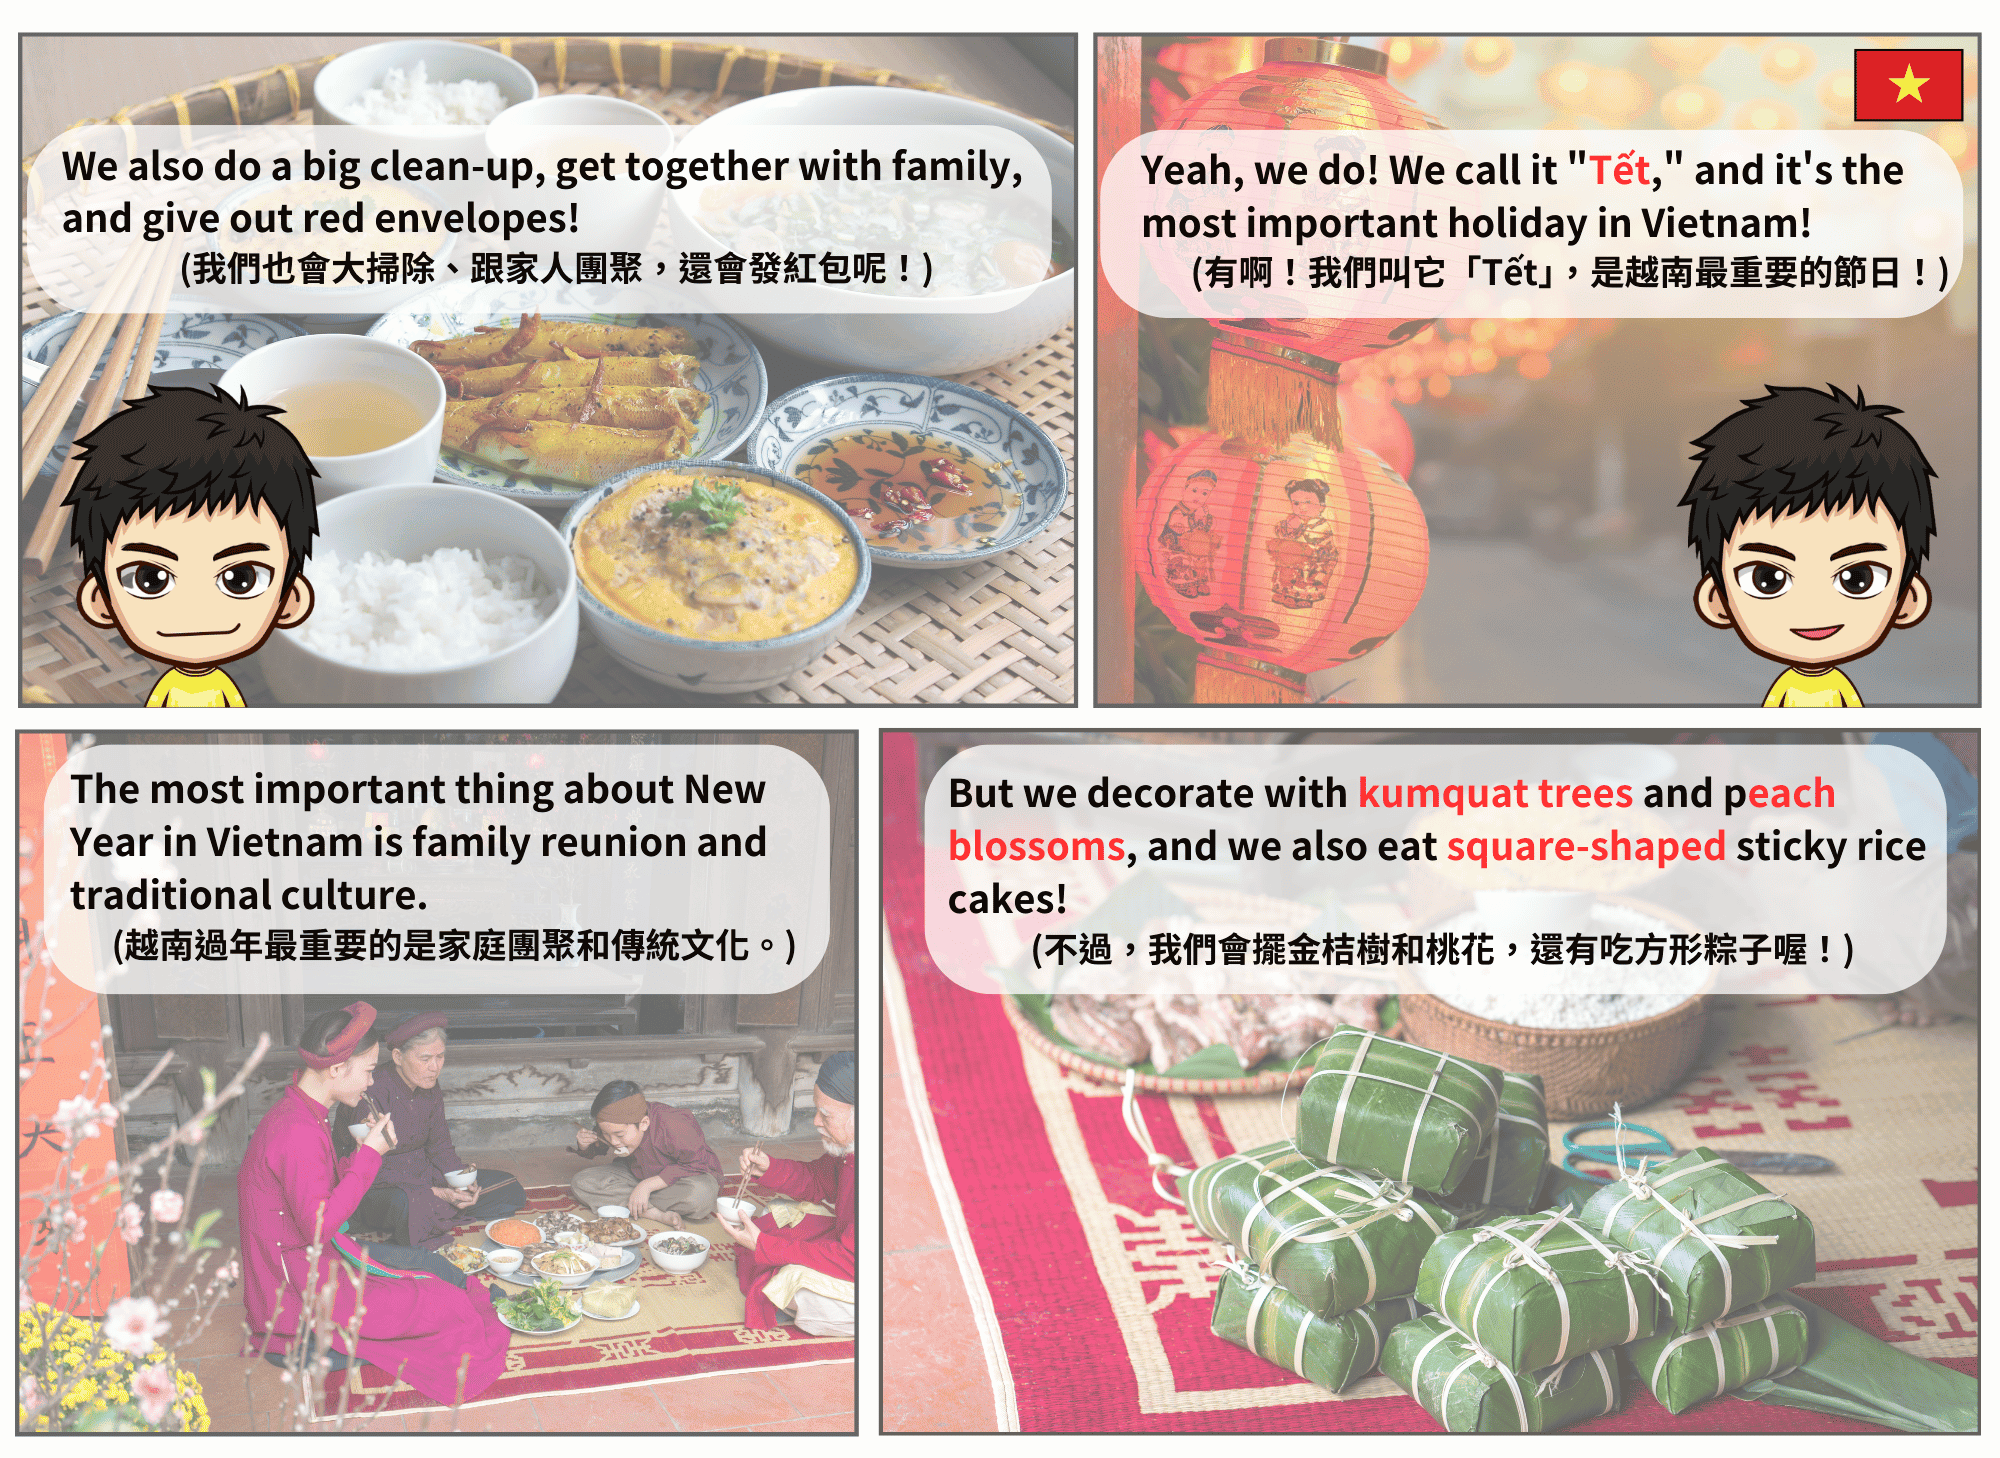 Yeah, we do! We call it "Tết," and it's the
most important holiday in Vietnam!
(有啊！我們叫它「Tết」，是越南最重要的節日！)
We also do a big clean-up, get together with family,
and give out red envelopes!
(我們也會大掃除、跟家人團聚，還會發紅包呢！)
But we decorate with kumquat trees and peach
blossoms, and we also eat square-shaped sticky rice
cakes!
(不過，我們會擺金桔樹和桃花，還有吃方形粽子喔！)
The most important thing about New
Year in Vietnam is family reunion and
traditional culture.
(越南過年最重要的是家庭團聚和傳統文化。)